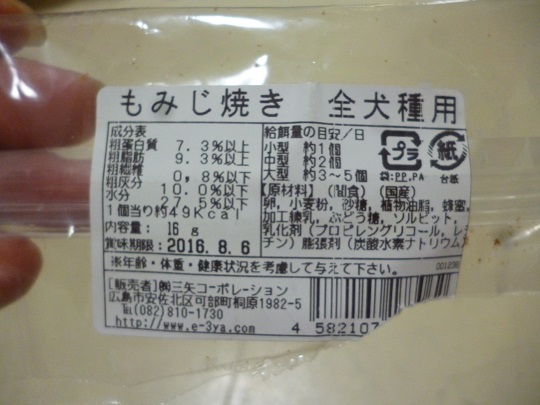 もみじ焼き 全犬種用
成分表
粗蛋白質 7.3%以上
粗脂肪 9.3%以上
粗繊維 0.8%以下
粗灰分 10.0%以下
水分 27.5%以下
1個当り約49Kcal
内容量: 16g
賞味期限: 2016.8.6
給餌量の目安/日
小型 約1個
中型 約2個
大型 約3~5個
プラ
袋:PP,PA
紙
台紙
【原材料】(間食)(国産)
卵、小麦粉、砂糖、植物油脂、蜂蜜、
加工糖乳、ぶどう糖、ソルビット、
乳化剤(プロピレングリコール、レシ
チン)膨張剤(炭酸水素ナトリウム
※年齢・体重・健康状況を考慮して与えて下さい。
【販売者】㈱三矢コーポレーション
広島市安佐北区可部町桐原1982-5
Tel(082)810-1730
http://www.e-3ya.com/
4 582107